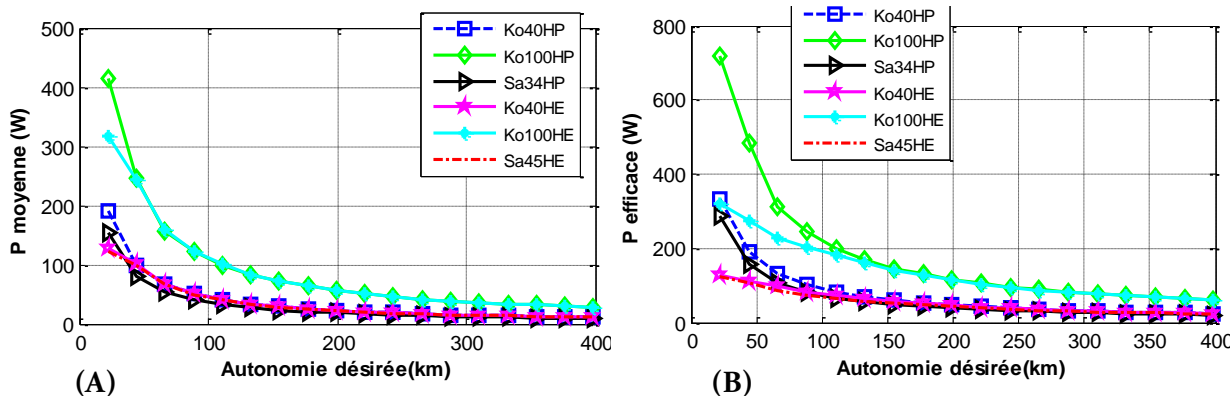 500
400
300
200
100
0
0
100
200
300
400
P moyenne (W)
Autonomie désirée(km)
Ko40HP
Ko100HP
Sa34HP
Ko40HE
Ko100HE
Sa45HE
(A)
800
600
400
200
0
0
50
100
150
200
250
300
350
400
P efficace (W)
Autonomie désirée(km)
Ko40HP
Ko100HP
Sa34HP
Ko40HE
Ko100HE
Sa45HE
(B)